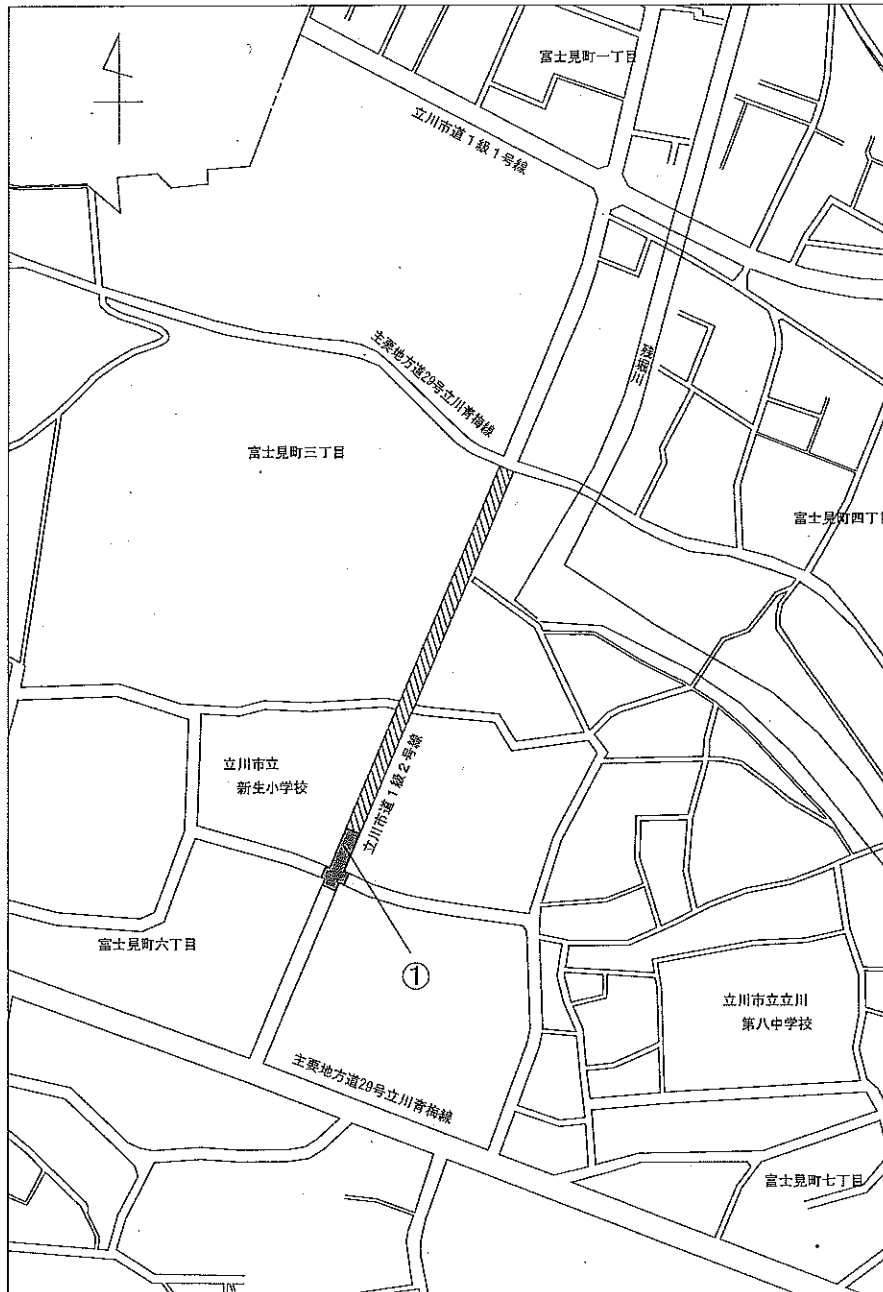 富士見町一丁目
立川市道1級1号線
残堀川
主要地方道29号立川青梅線
富士見町三丁目
富士見町四丁目
立川市立
新生小学校
立川市道1級2号線
富士見町六丁目
①
立川市立立川
第八中学校
主要地方道29号立川青梅線
富士見町七丁目